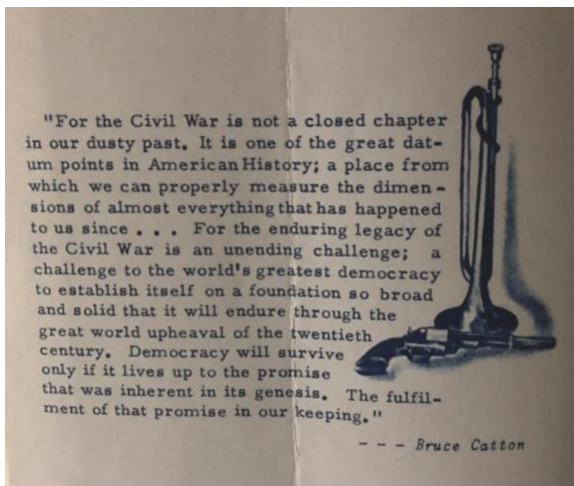 "For the Civil War is not a closed chapter
in our dusty past. It is one of the great dat-
um points in American History; a place from
which we can properly measure the dimen-
sions of almost everything that has happened
to us since . . . For the enduring legacy of
the Civil War is an unending challenge; a
challenge to the world's greatest democracy
to establish itself on a foundation so broad
and solid that it will endure through the
great world upheaval of the twentieth
century. Democracy will survive
only if it lives up to the promise
that was inherent in its genesis. The fulfil-
ment of that promise in our keeping."
- - - Bruce Catton